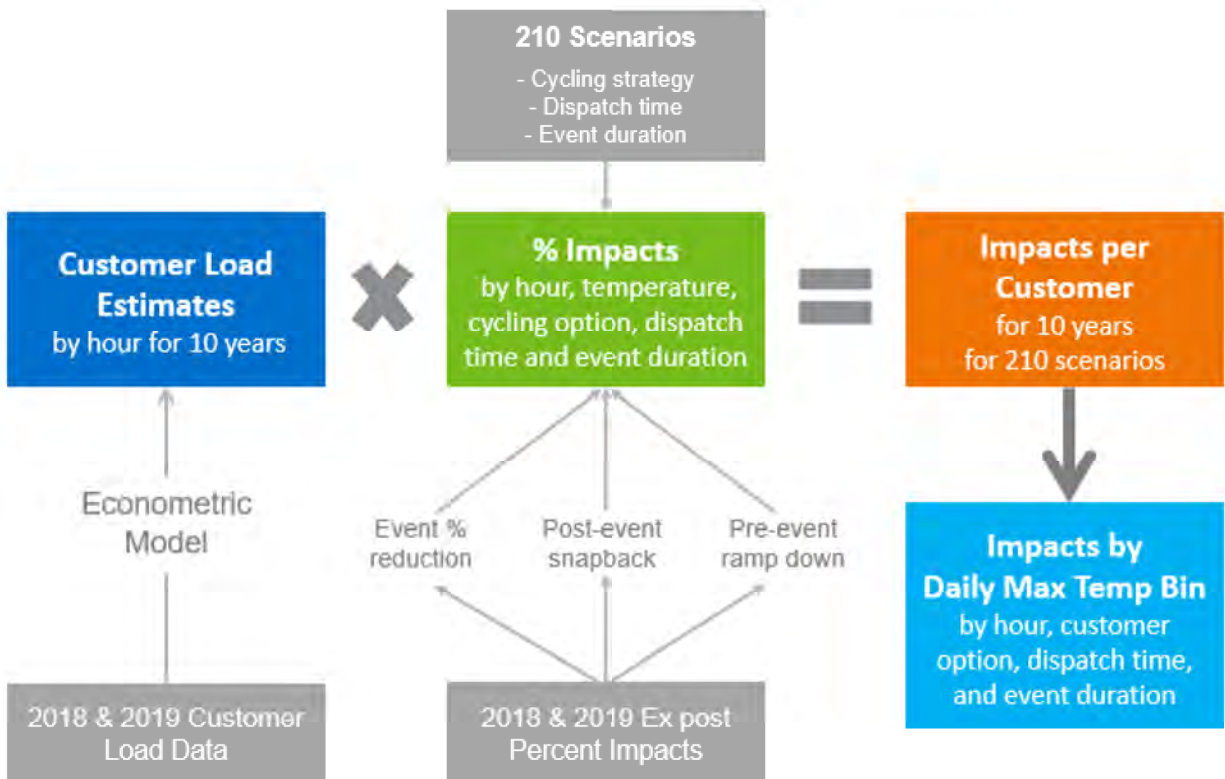 210 Scenarios
- Cycling strategy
- Dispatch time
- Event duration
Customer Load
Estimates
by hour for 10 years
% Impacts
by hour, temperature,
cycling option, dispatch
time and event duration
Impacts per
Customer
for 10 years
for 210 scenarios
Econometric
Model
Event %
reduction
Post-event
snapback
Pre-event
ramp down
Impacts by
Daily Max Temp Bin
by hour, customer
option, dispatch time,
and event duration
2018 & 2019 Customer
Load Data
2018 & 2019 Ex post
Percent Impacts